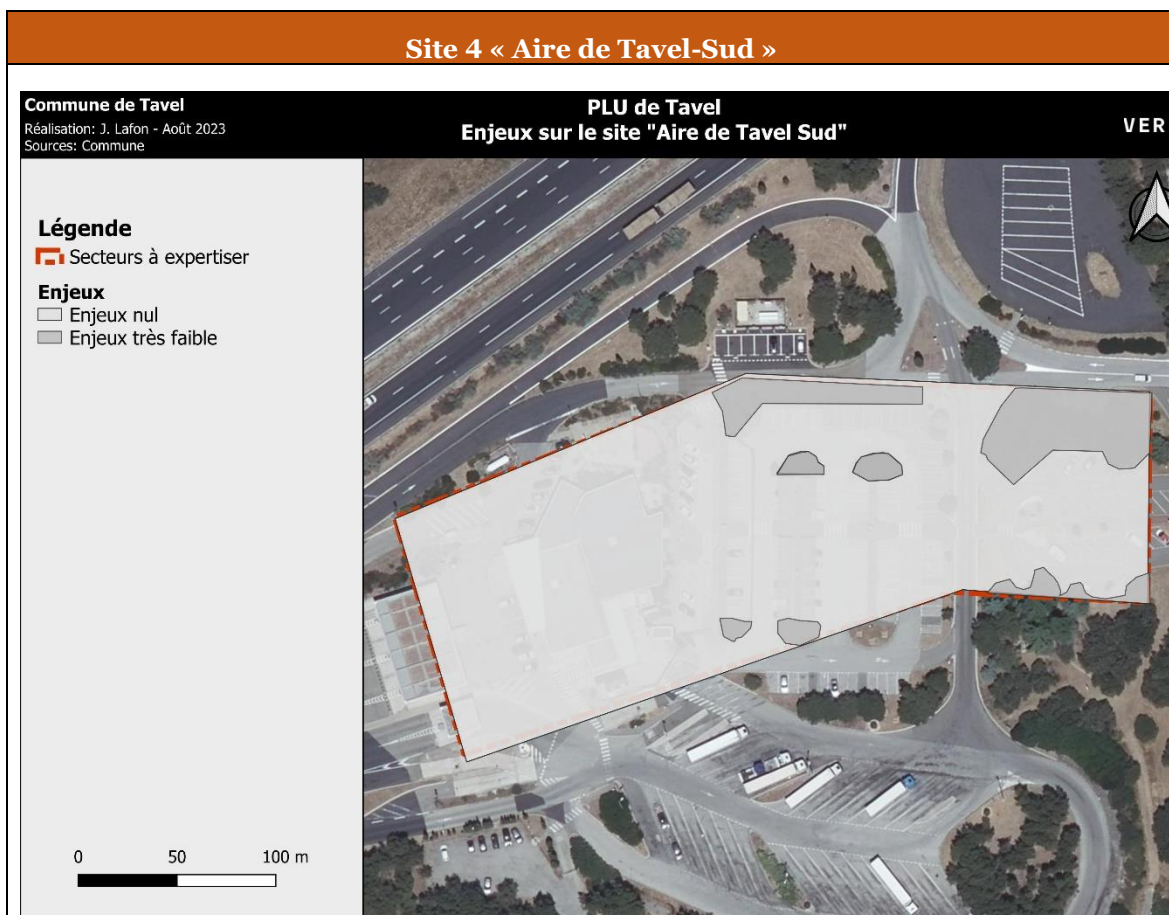 Site 4 « Aire de Tavel-Sud »
Commune de Tavel
Réalisation: J. Lafon - Août 2023
Sources: Commune
PLU de Tavel
Enjeux sur le site "Aire de Tavel Sud"
VER
Légende
Secteurs à expertiser
Enjeux
Enjeux nul
Enjeux très faible
0 50 100 m